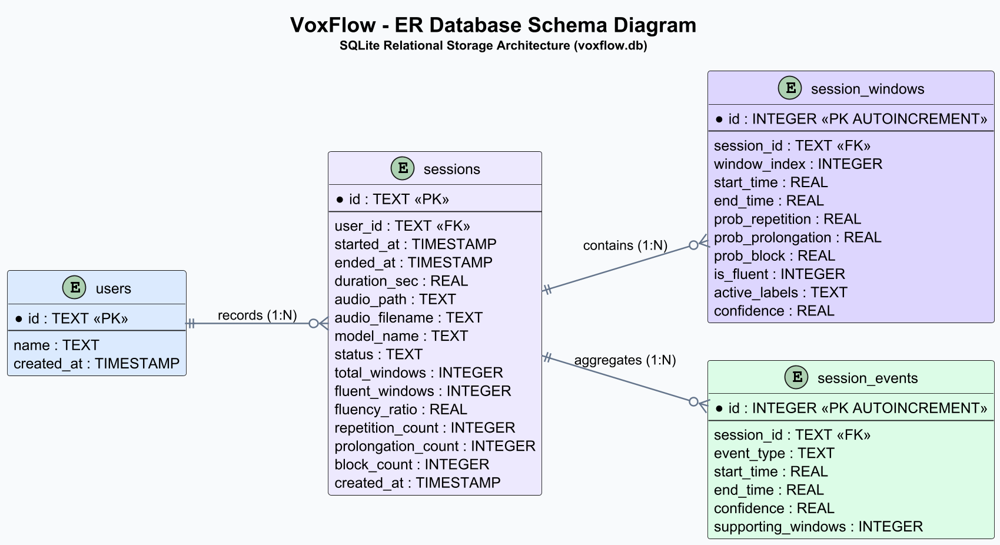 VoxFlow - ER Database Schema Diagram
SQLite Relational Storage Architecture (voxflow.db)
E users
id : TEXT «PK»
name : TEXT
created_at : TIMESTAMP
records (1:N)
E sessions
id : TEXT «PK»
user_id : TEXT «FK»
started_at : TIMESTAMP
ended_at : TIMESTAMP
duration_sec : REAL
audio_path : TEXT
audio_filename : TEXT
model_name : TEXT
status : TEXT
total_windows : INTEGER
fluent_windows : INTEGER
fluency_ratio : REAL
repetition_count : INTEGER
prolongation_count : INTEGER
block_count : INTEGER
created_at : TIMESTAMP
contains (1:N)
aggregates (1:N)
E session_windows
id : INTEGER «PK AUTOINCREMENT»
session_id : TEXT «FK»
window_index : INTEGER
start_time : REAL
end_time : REAL
prob_repetition : REAL
prob_prolongation : REAL
prob_block : REAL
is_fluent : INTEGER
active_labels : TEXT
confidence : REAL
E session_events
id : INTEGER «PK AUTOINCREMENT»
session_id : TEXT «FK»
event_type : TEXT
start_time : REAL
end_time : REAL
confidence : REAL
supporting_windows : INTEGER